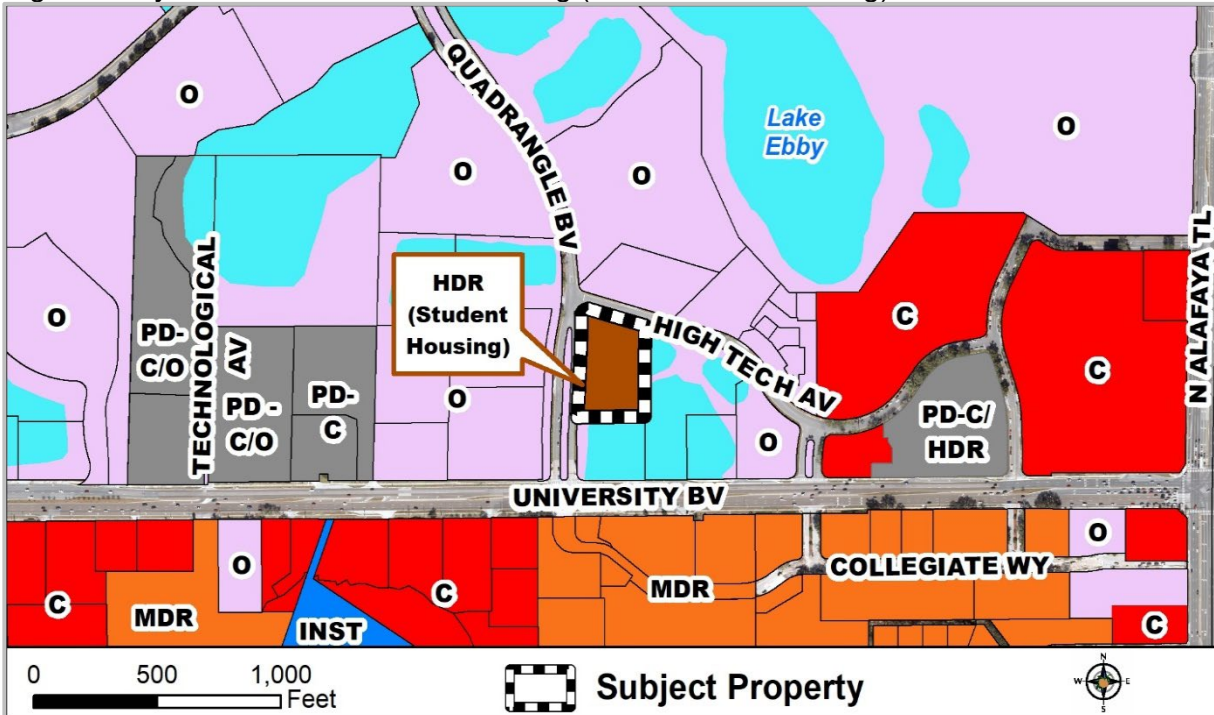 O
QUADRANGLE BV
Lake
Ebby
O
O
O
TECHNOLOGICAL
AV
HDR
(Student
Housing)
N ALAFAYA TL
O
PD-
C/O
HIGH TECH AV
C
C
PD -
C/O
PD-
C
O
PD-C/
HDR
O
UNIVERSITY BV
O
O
COLLEGIATE WY
C
MDR
C
MDR
INST
C
0 500 1,000
Feet
Subject Property
N
W E
S